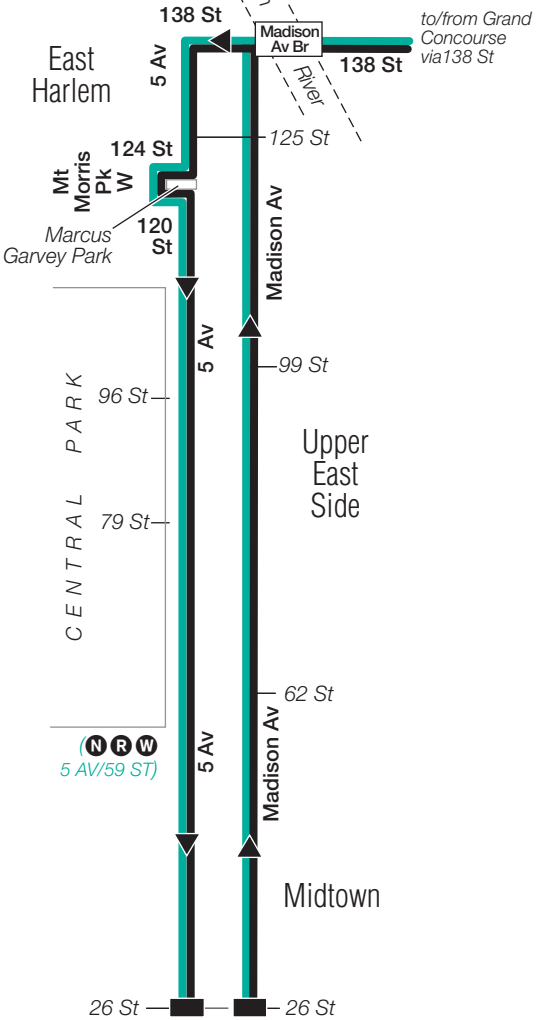 138 St
Madison
Av Br
to/from Grand
Concourse
via138 St
138 St
River
5 Av
East
Harlem
125 St
124 St
Mt
Morris
Pk
W
120
St
Marcus
Garvey Park
Madison Av
5 Av
99 St
96 St
CENTRAL PARK
Upper
East
Side
79 St
62 St
Madison Av
5 Av
(N R W
5 AV/59 ST)
Midtown
26 St
26 St